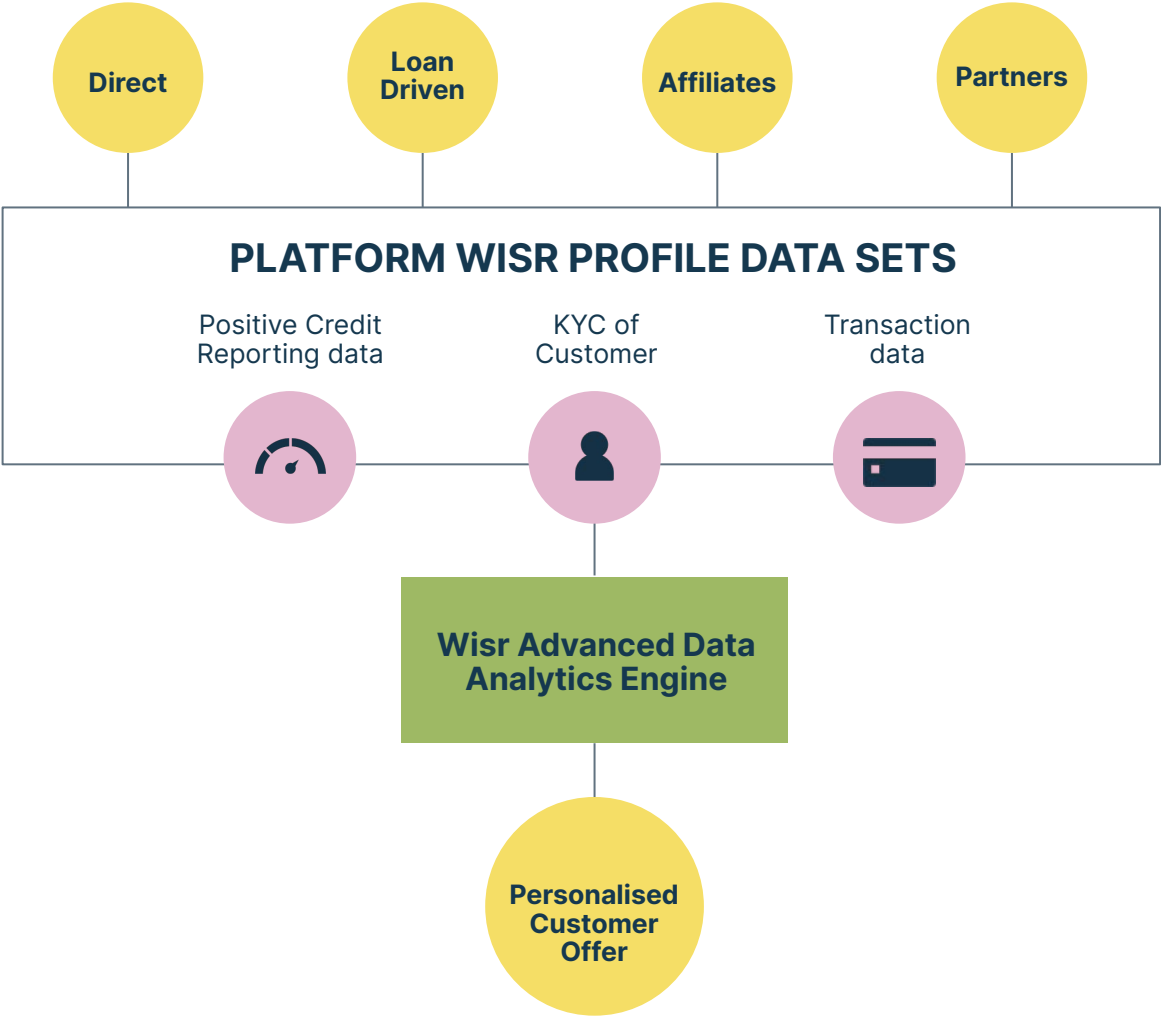 Direct
Loan
Driven
Affiliates
Partners
PLATFORM WISR PROFILE DATA SETS
Positive Credit
Reporting data
KYC of
Customer
Transaction
data
Wisr Advanced Data
Analytics Engine
Personalised
Customer
Offer